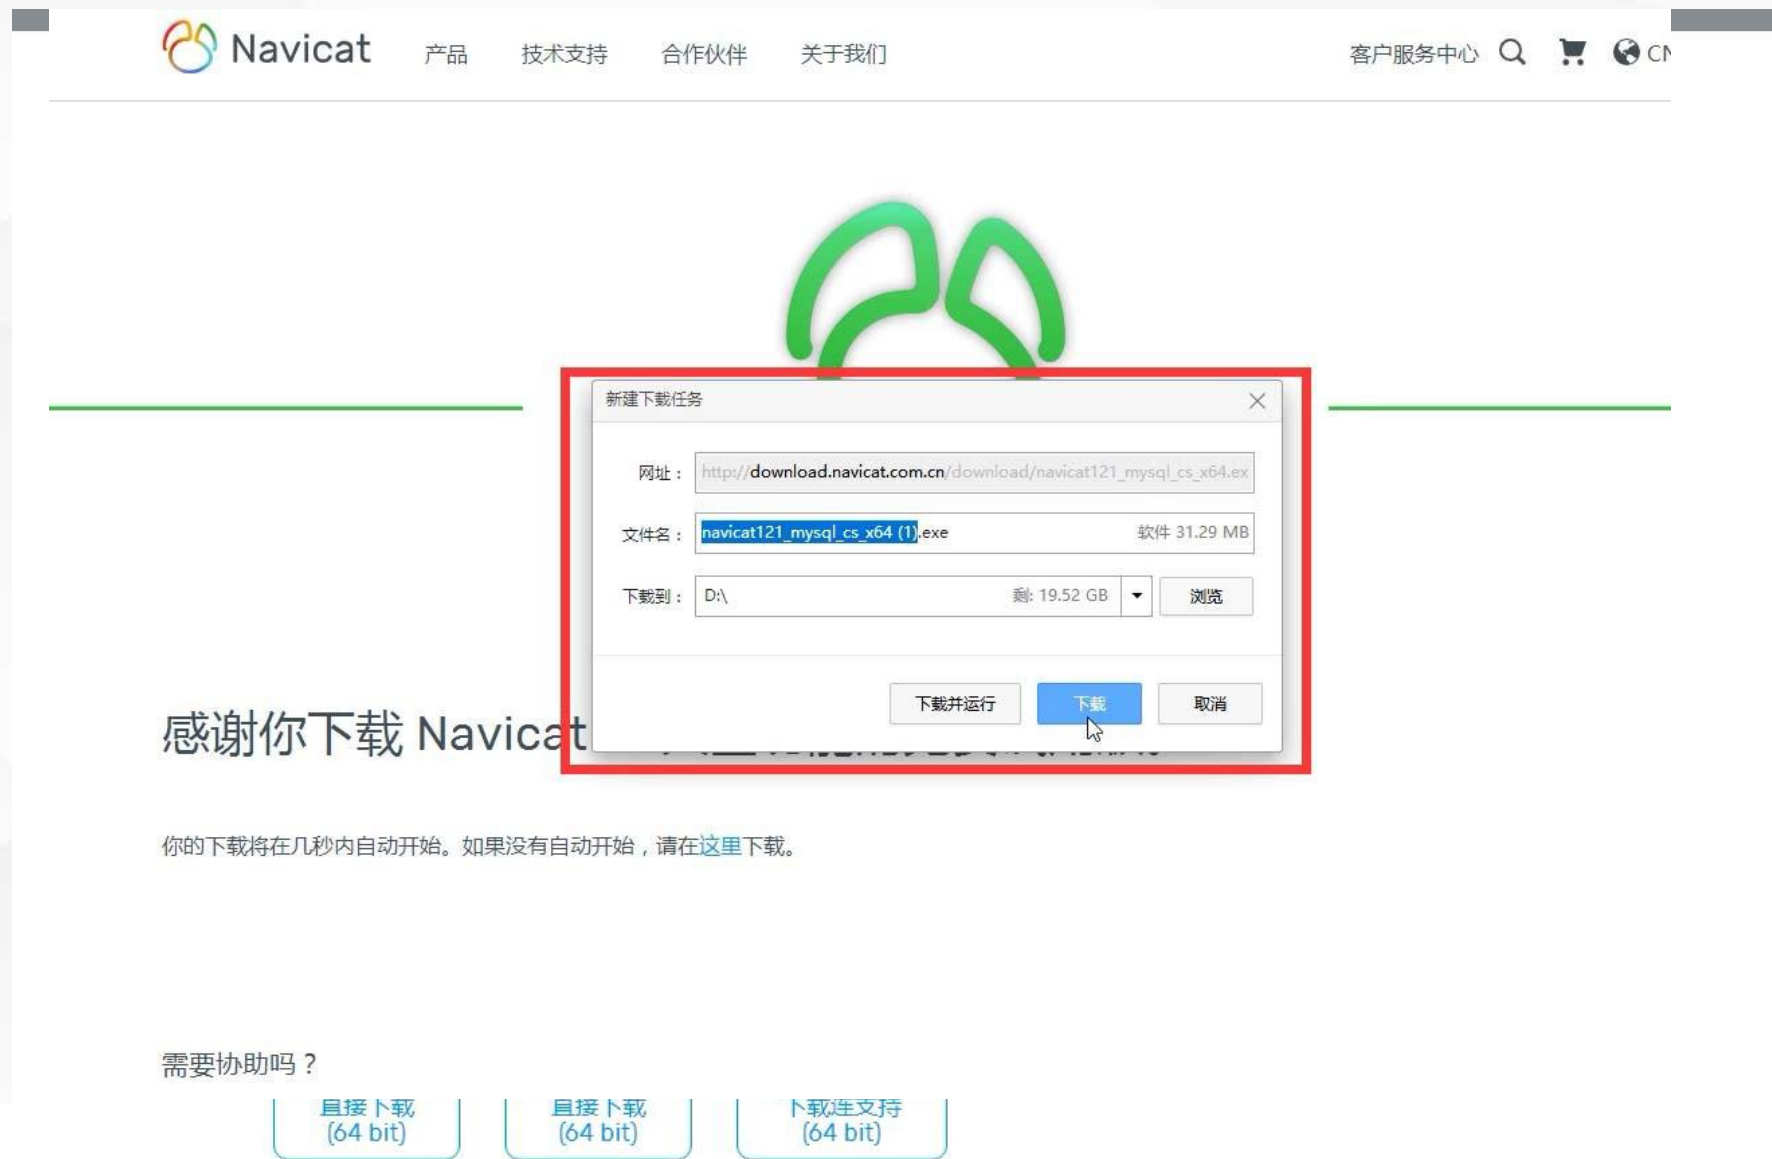 Navicat 产品 技术支持 合作伙伴 关于我们 客户服务中心 CN
新建下载任务
网址： http://download.navicat.com.cn/download/navicat121_mysql_cs_x64.ex
文件名： navicat121_mysql_cs_x64 (1).exe 软件 31.29 MB
下载到： D:\ 剩: 19.52 GB 浏览
下载并运行 下载 取消
感谢你下载 Navicat
你的下载将在几秒内自动开始。如果没有自动开始，请在这里下载。
需要协助吗？
直接下载 直接下载 下载连支持
(64 bit) (64 bit) (64 bit)